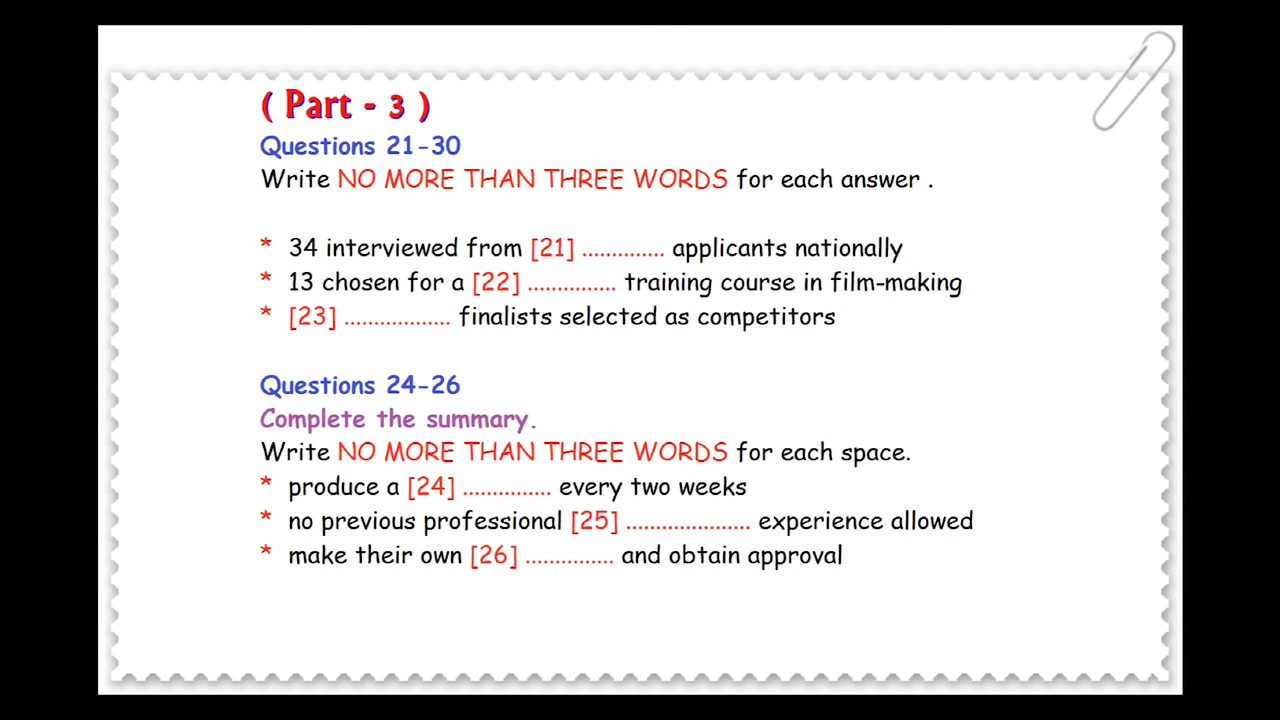 ( Part - 3 )
Questions 21-30
Write NO MORE THAN THREE WORDS for each answer .
* 34 interviewed from [21] .............. applicants nationally
* 13 chosen for a [22] ............... training course in film-making
* [23] .................. finalists selected as competitors
Questions 24-26
Complete the summary.
Write NO MORE THAN THREE WORDS for each space.
* produce a [24] ............... every two weeks
* no previous professional [25] ..................... experience allowed
* make their own [26] ............... and obtain approval